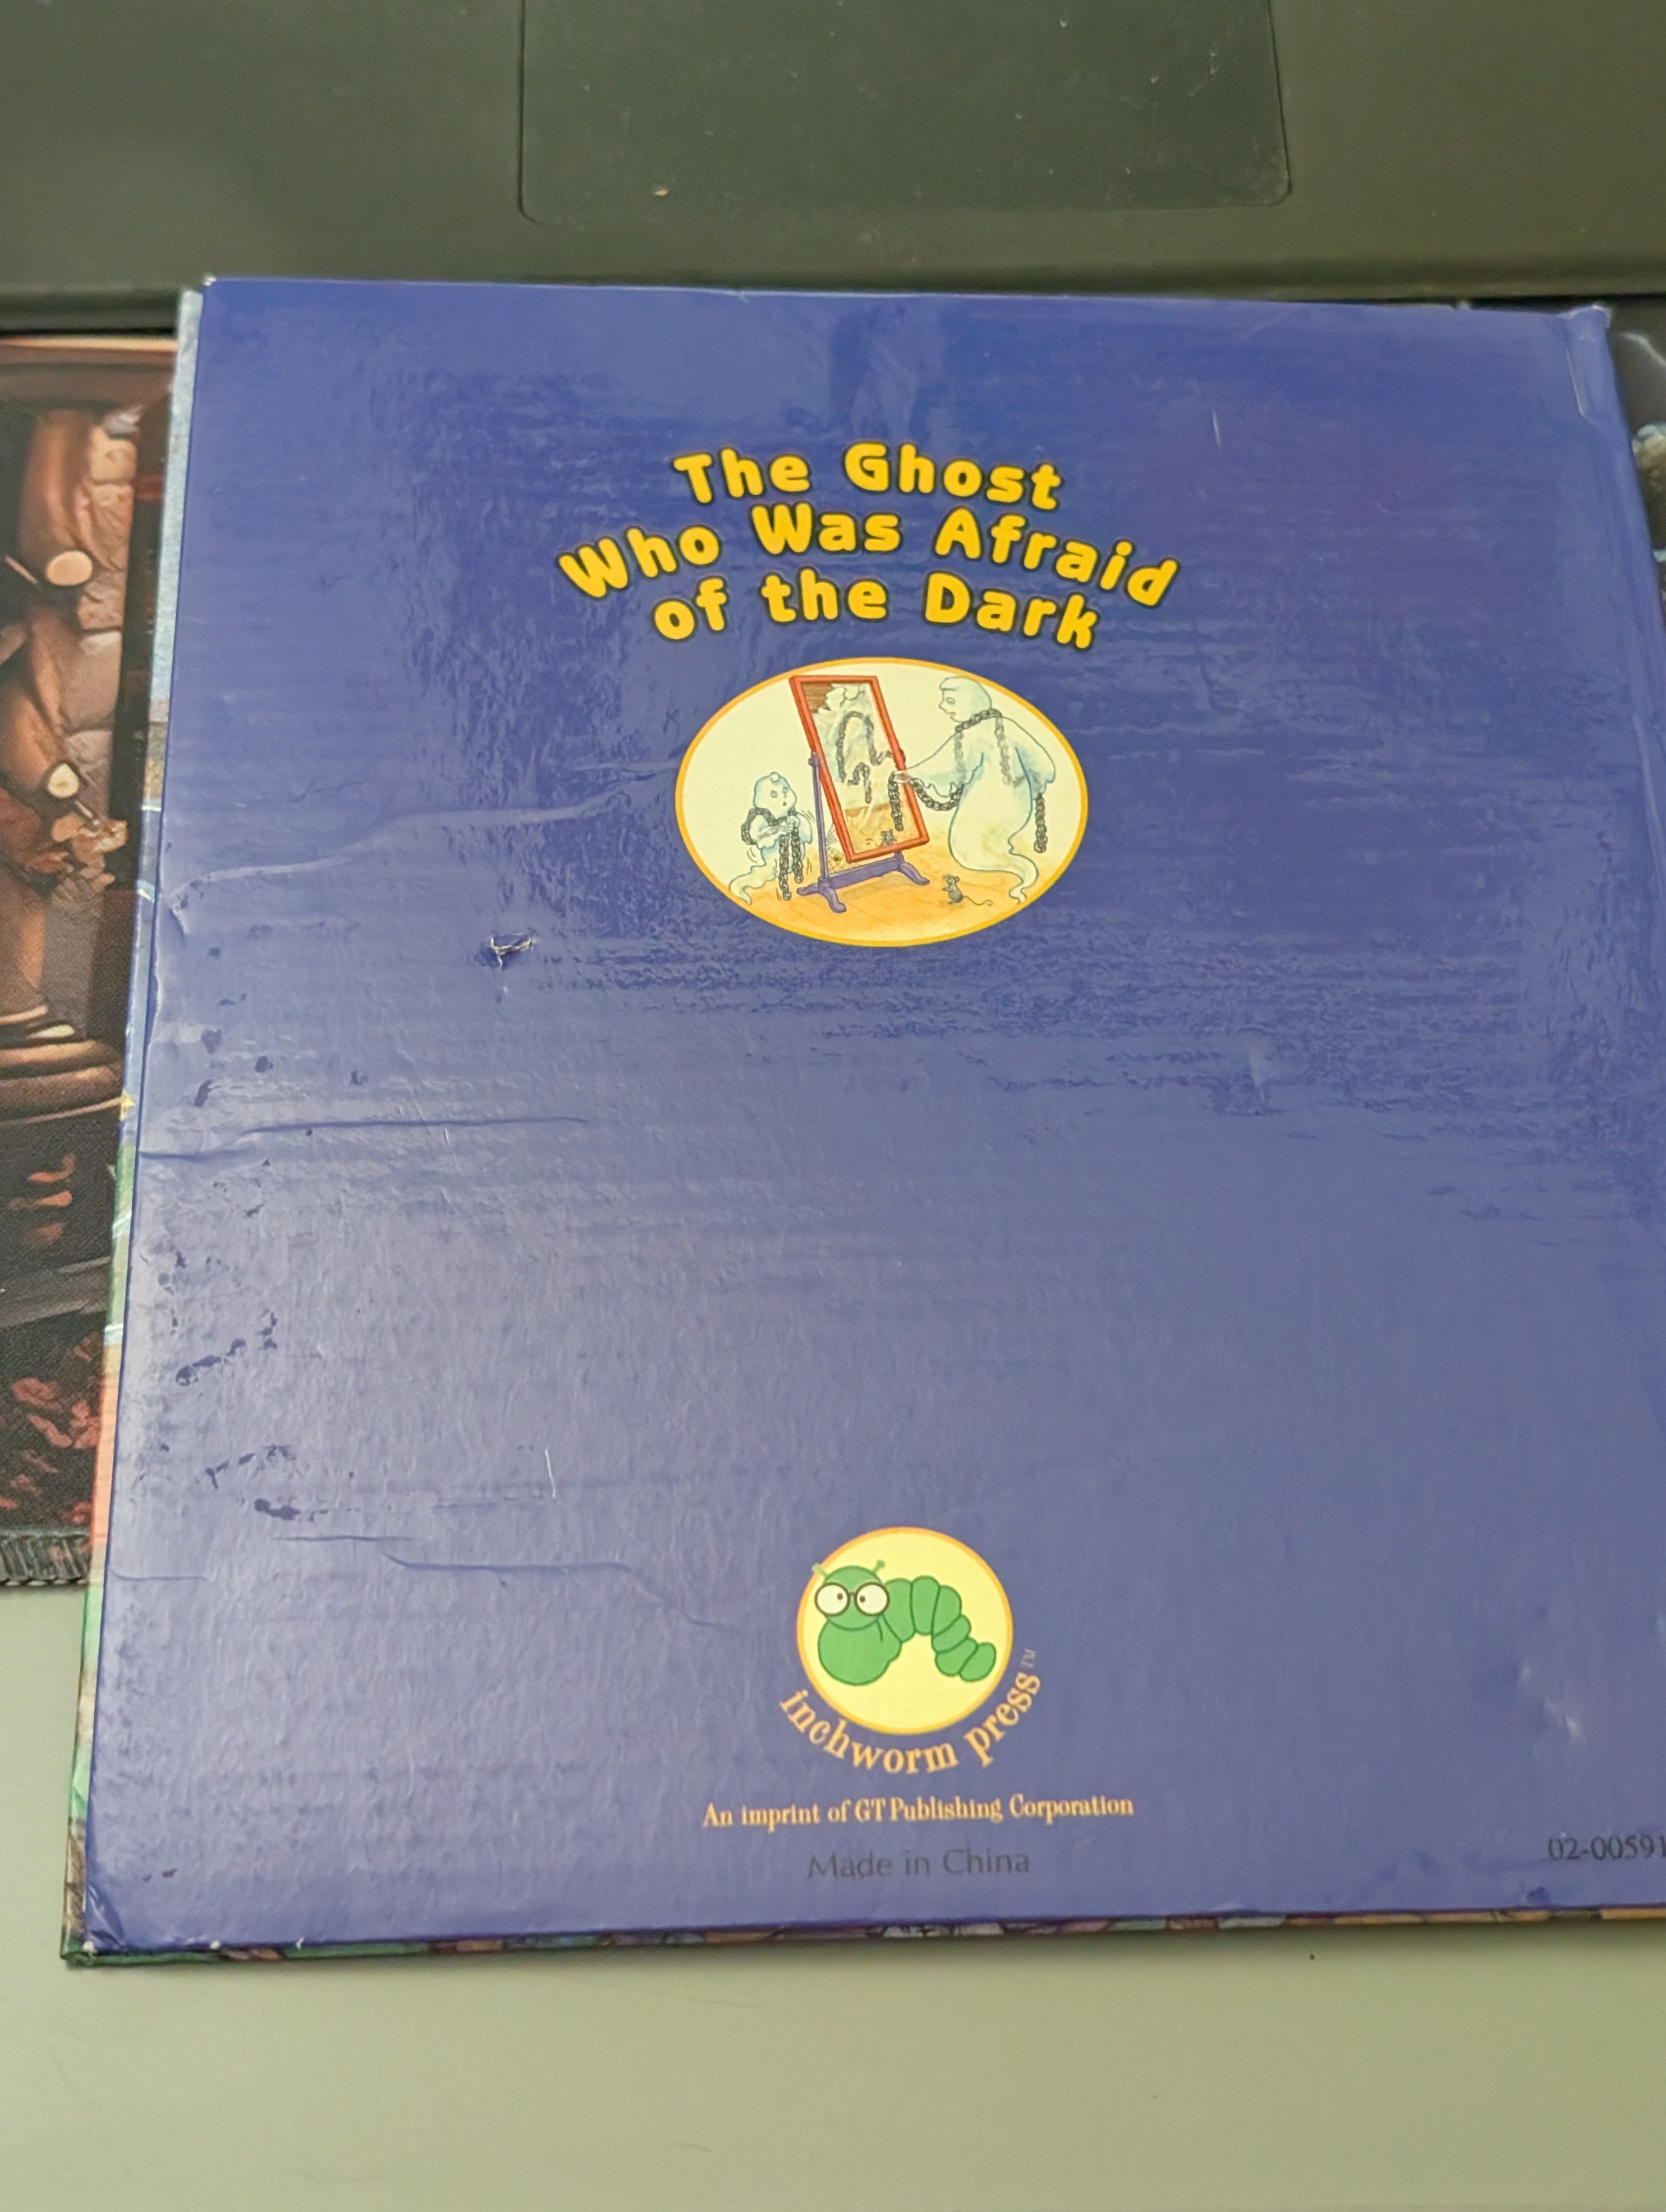 The Ghost
Who Was Afraid
of the Dark
inchworm press™
An imprint of GT Publishing Corporation
Made in China
02-00591